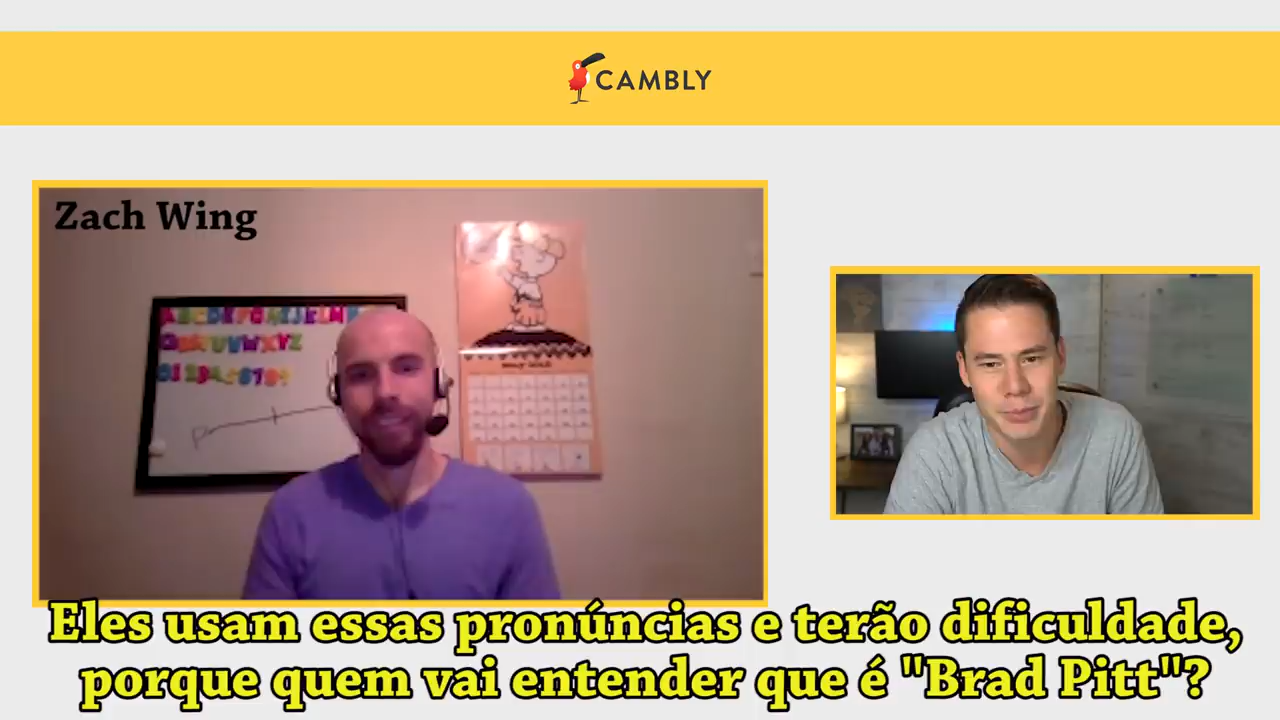 CAMBLY
Zach Wing
Eles usam essas pronúncias e terão dificuldade,
porque quem vai entender que é "Brad Pitt"?